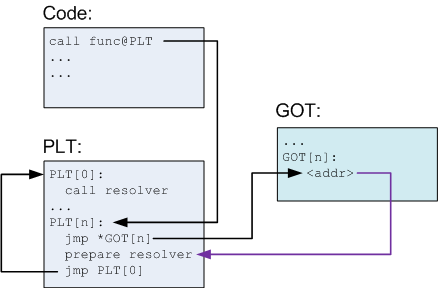 Code:
call func@PLT
...
...
PLT:
PLT[0]:
call resolver
...
PLT[n]:
jmp *GOT[n]
prepare resolver
jmp PLT[0]
GOT:
...
GOT[n]:
<addr>